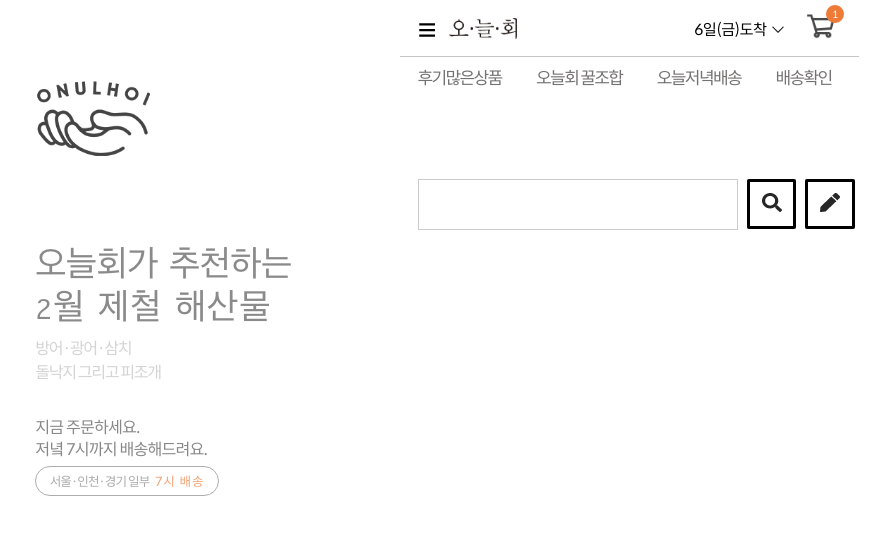 ONULHOI
오늘회가 추천하는
2월 제철 해산물
방어·광어·삼치
돌낙지 그리고 피조개
지금 주문하세요.
저녁 7시까지 배송해드려요.
서울·인천·경기일부 7시 배송
오·늘·회
6일(금)도착
1
후기많은상품 오늘회 꿀조합 오늘저녁배송 배송확인